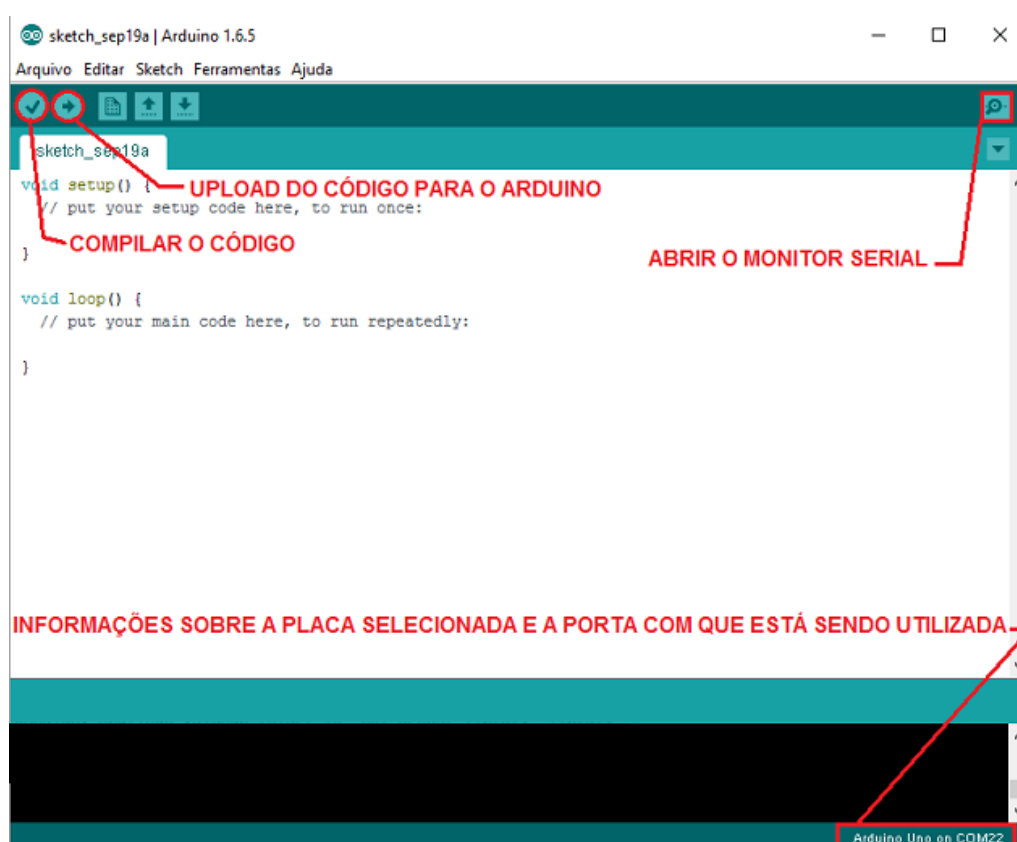 sketch_sep19a | Arduino 1.6.5
Arquivo Editar Sketch Ferramentas Ajuda
sketch_sep19a
void setup() {
UPLOAD DO CÓDIGO PARA O ARDUINO
// put your setup code here, to run once:
COMPILAR O CÓDIGO
}
ABRIR O MONITOR SERIAL
void loop() {
// put your main code here, to run repeatedly:
}
INFORMAÇÕES SOBRE A PLACA SELECIONADA E A PORTA COM QUE ESTÁ SENDO UTILIZADA
Arduino Uno on COM22